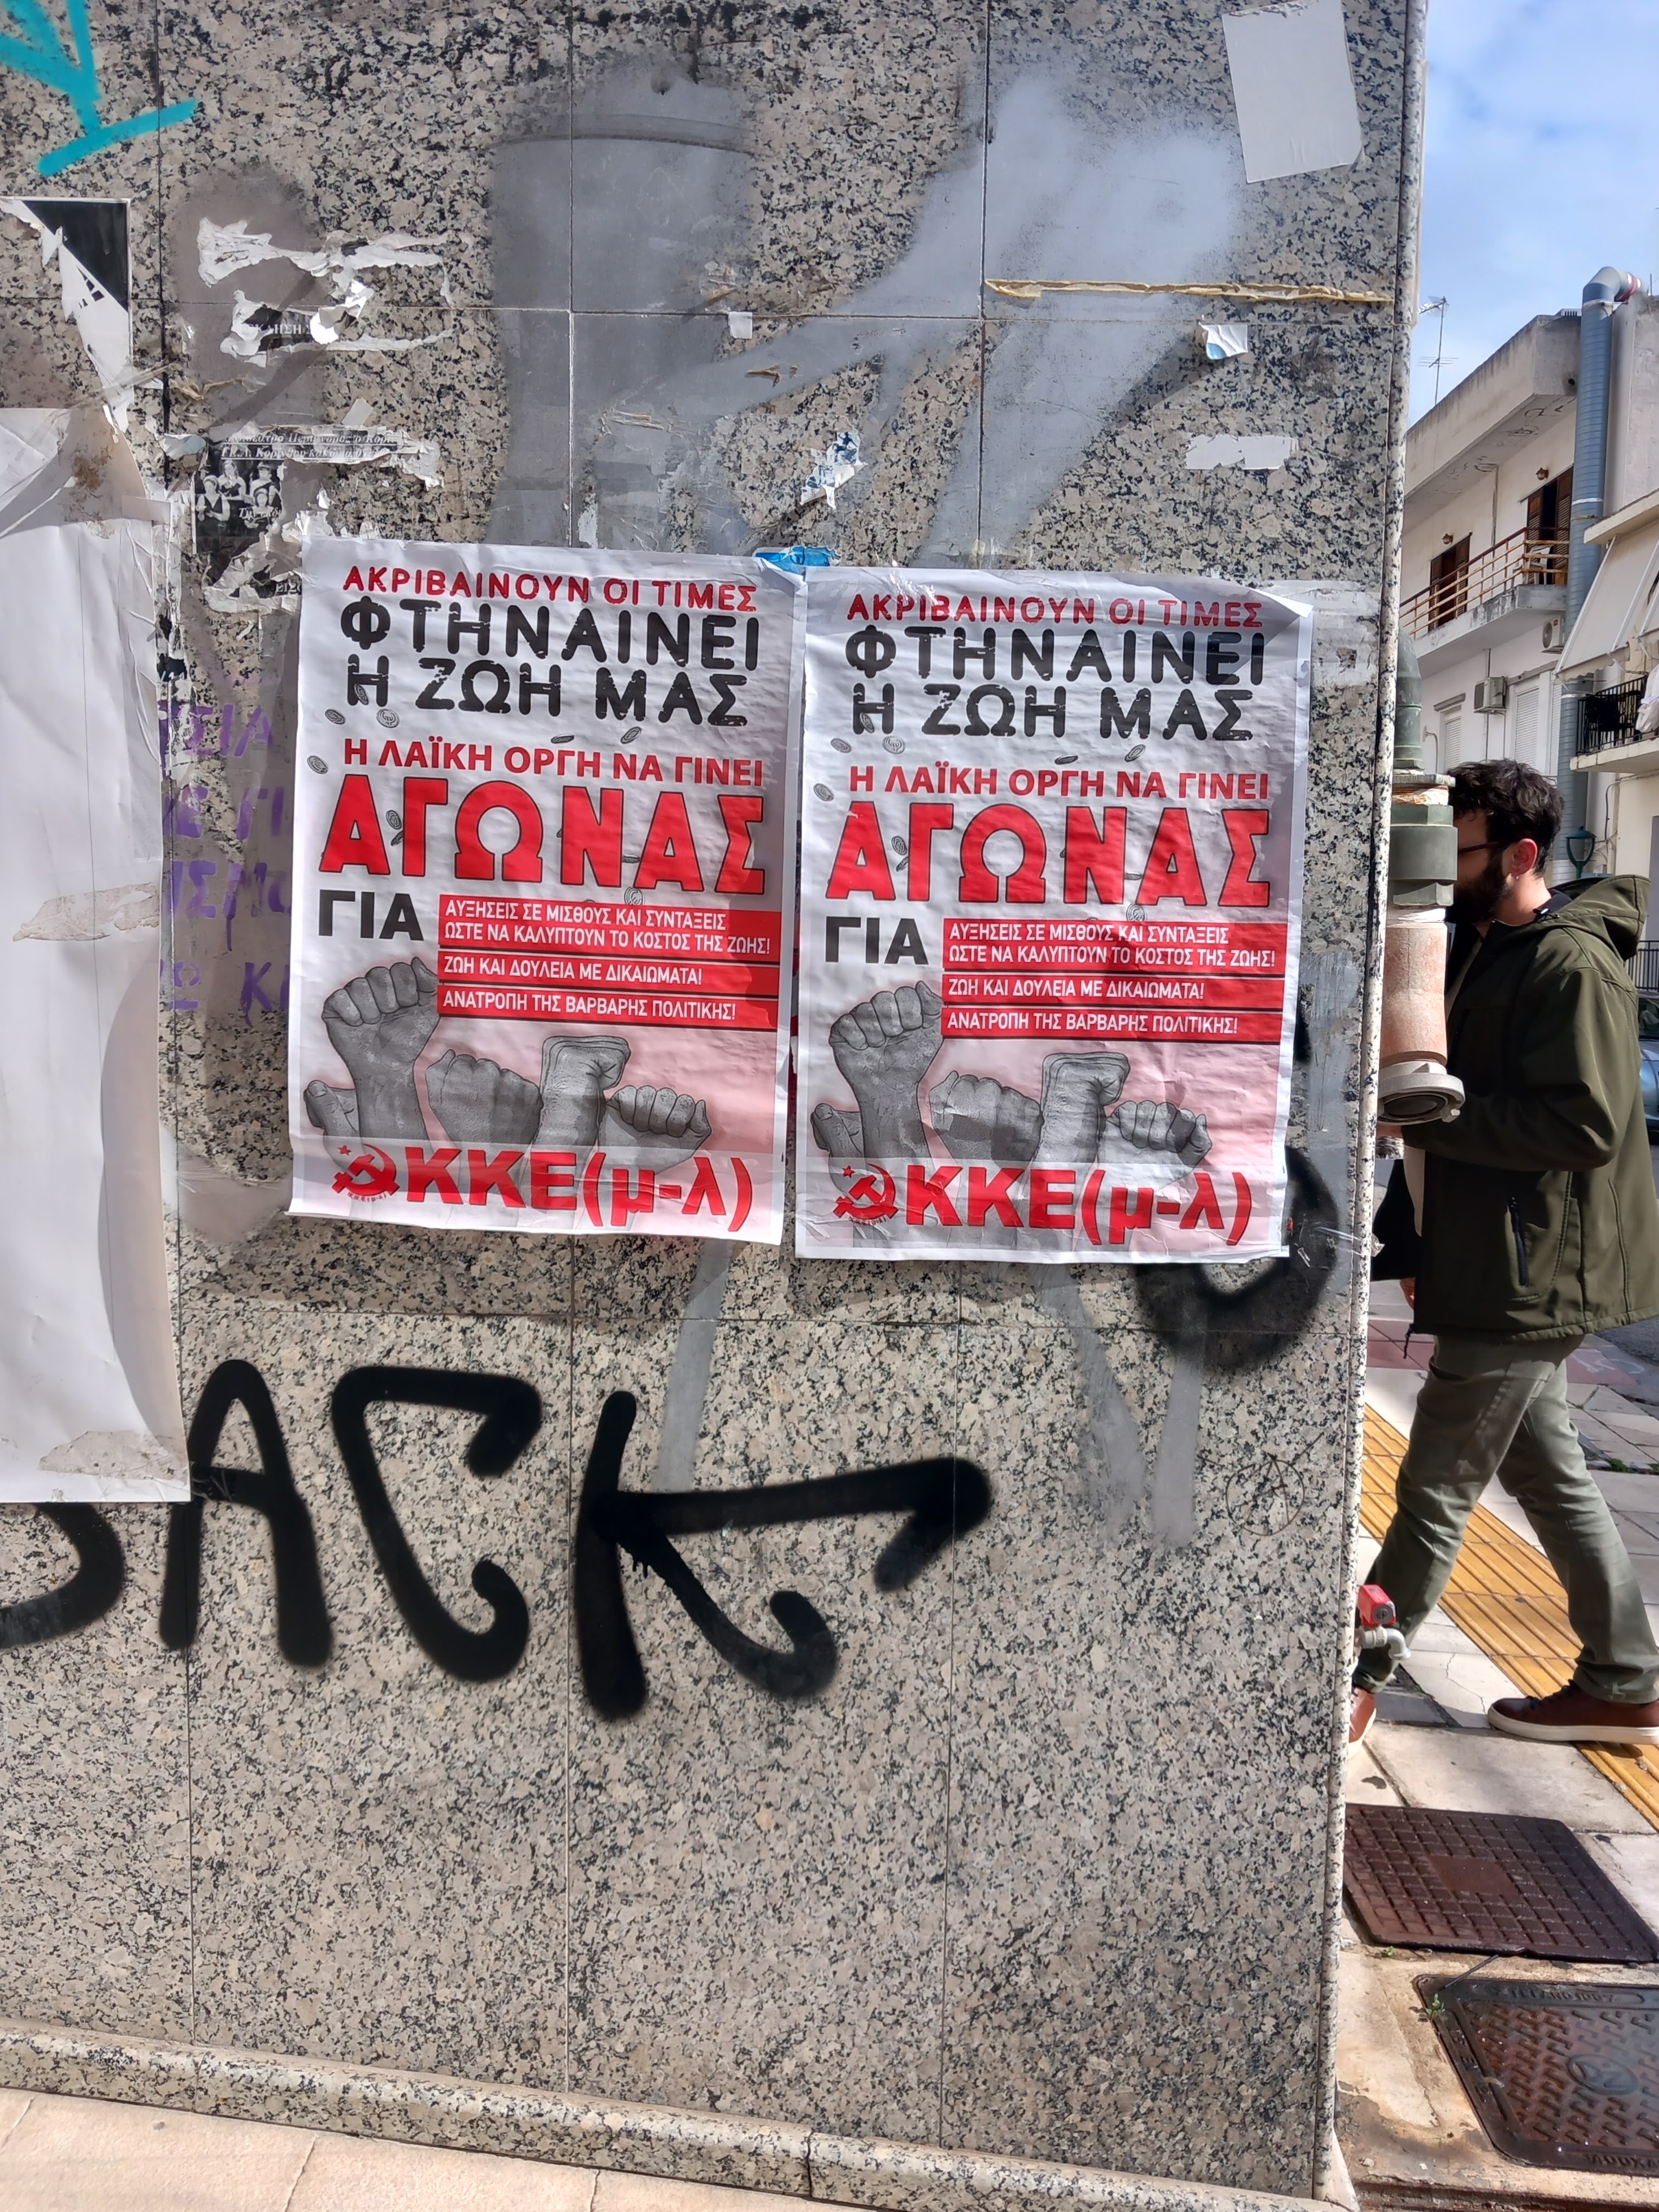 ΑΚΡΙΒΑΙΝΟΥΝ ΟΙ ΤΙΜΕΣ
ΦΤΗΝΑΙΝΕΙ
Η ΖΩΗ ΜΑΣ
Η ΛΑΪΚΗ ΟΡΓΗ ΝΑ ΓΙΝΕΙ
ΑΓΩΝΑΣ
ΓΙΑ
ΑΥΞΗΣΕΙΣ ΣΕ ΜΙΣΘΟΥΣ ΚΑΙ ΣΥΝΤΑΞΕΙΣ
ΩΣΤΕ ΝΑ ΚΑΛΥΠΤΟΥΝ ΤΟ ΚΟΣΤΟΣ ΤΗΣ ΖΩΗΣ!
ΖΩΗ ΚΑΙ ΔΟΥΛΕΙΑ ΜΕ ΔΙΚΑΙΩΜΑΤΑ!
ΑΝΑΤΡΟΠΗ ΤΗΣ ΒΑΡΒΑΡΗΣ ΠΟΛΙΤΙΚΗΣ!
ΚΚΕ(μ-λ)
ΑΚΡΙΒΑΙΝΟΥΝ ΟΙ ΤΙΜΕΣ
ΦΤΗΝΑΙΝΕΙ
Η ΖΩΗ ΜΑΣ
Η ΛΑΪΚΗ ΟΡΓΗ ΝΑ ΓΙΝΕΙ
ΑΓΩΝΑΣ
ΓΙΑ
ΑΥΞΗΣΕΙΣ ΣΕ ΜΙΣΘΟΥΣ ΚΑΙ ΣΥΝΤΑΞΕΙΣ
ΩΣΤΕ ΝΑ ΚΑΛΥΠΤΟΥΝ ΤΟ ΚΟΣΤΟΣ ΤΗΣ ΖΩΗΣ!
ΖΩΗ ΚΑΙ ΔΟΥΛΕΙΑ ΜΕ ΔΙΚΑΙΩΜΑΤΑ!
ΑΝΑΤΡΟΠΗ ΤΗΣ ΒΑΡΒΑΡΗΣ ΠΟΛΙΤΙΚΗΣ!
ΚΚΕ(μ-λ)
ACK